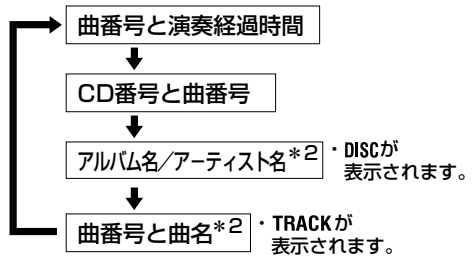 曲番号と演奏経過時間
CD番号と曲番号
アルバム名／アーティスト名*2
・DISCが
表示されます。
曲番号と曲名*2
・TRACKが
表示されます。